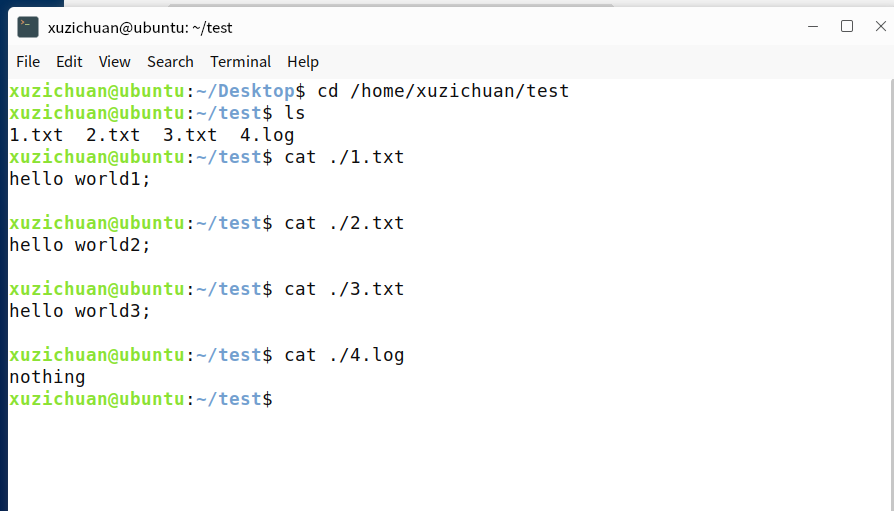 xuzichuan@ubuntu: ~/test
File Edit View Search Terminal Help
xuzichuan@ubuntu:~/Desktop$ cd /home/xuzichuan/test
xuzichuan@ubuntu:~/test$ ls
1.txt  2.txt  3.txt  4.log
xuzichuan@ubuntu:~/test$ cat ./1.txt
hello world1;

xuzichuan@ubuntu:~/test$ cat ./2.txt
hello world2;

xuzichuan@ubuntu:~/test$ cat ./3.txt
hello world3;

xuzichuan@ubuntu:~/test$ cat ./4.log
nothing
xuzichuan@ubuntu:~/test$